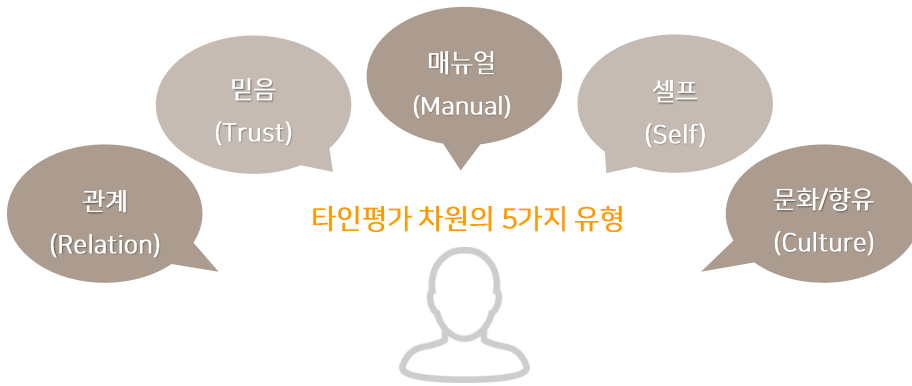 관계
(Relation)
믿음
(Trust)
매뉴얼
(Manual)
셀프
(Self)
문화/향유
(Culture)
타인평가 차원의 5가지 유형